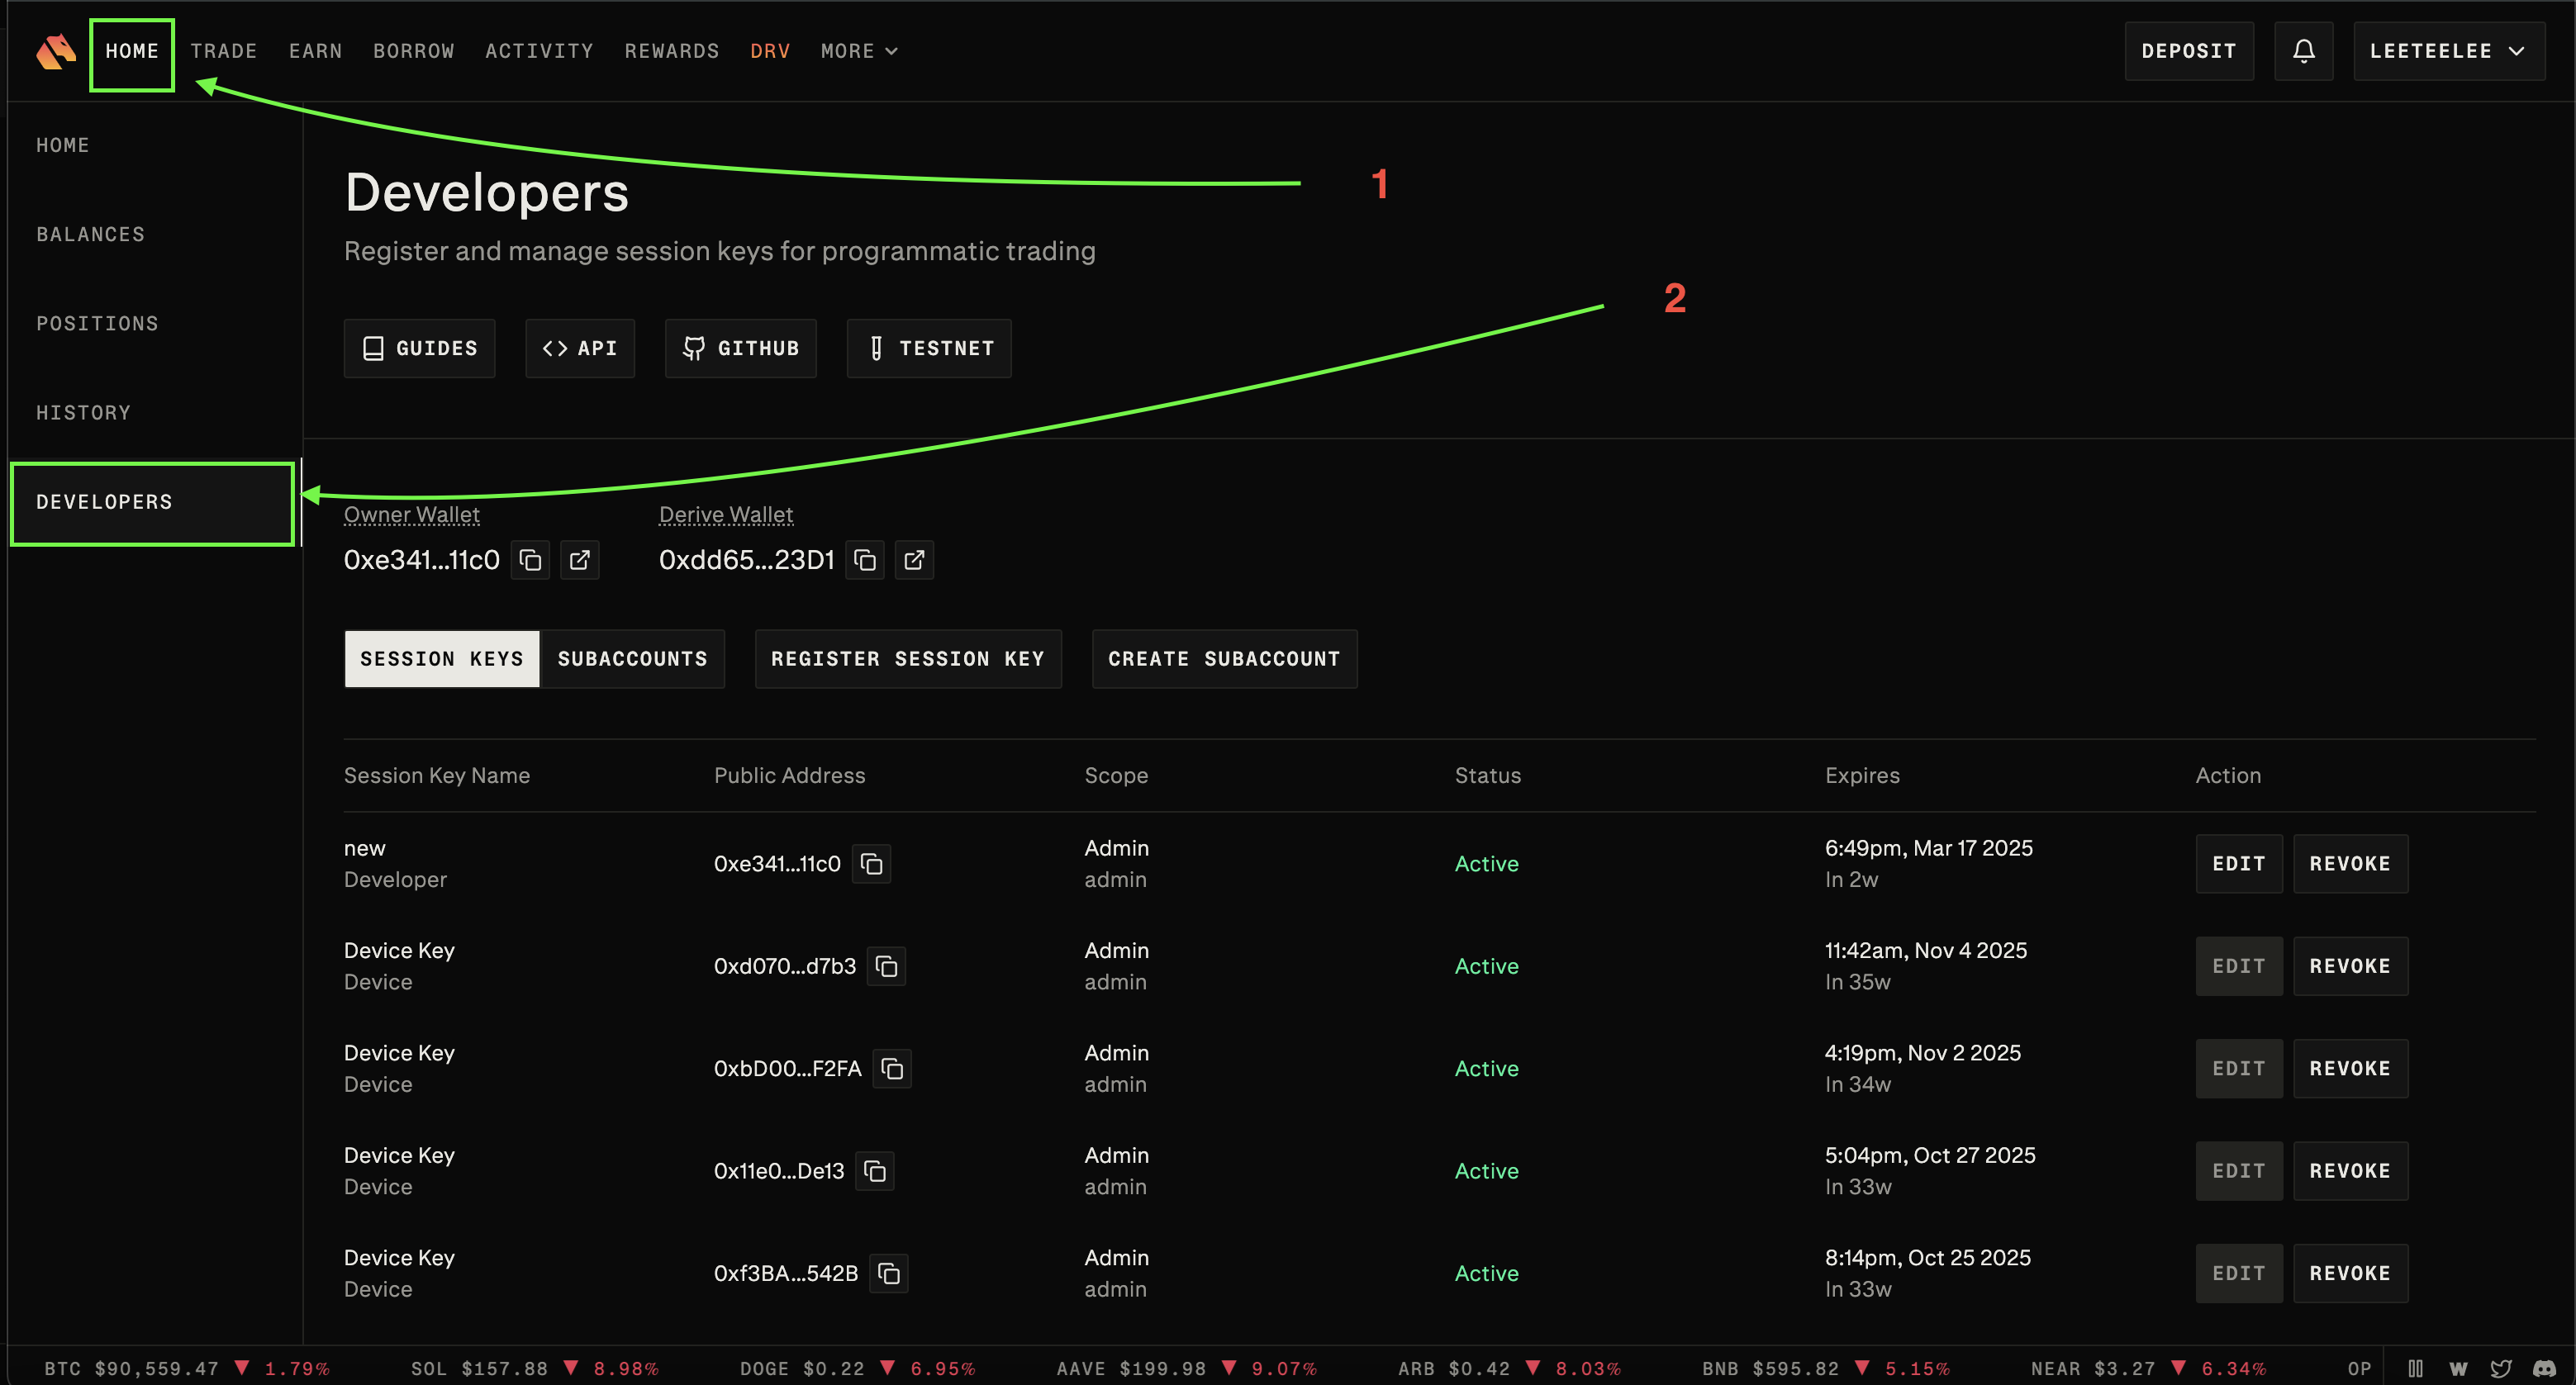 HOME TRADE EARN BORROW ACTIVITY REWARDS DRV MORE DEPOSIT LEETEELEE
HOME
BALANCES
POSITIONS
HISTORY
DEVELOPERS
1
2
Developers
Register and manage session keys for programmatic trading
GUIDES <> API GITHUB TESTNET
Owner Wallet Derive Wallet
0xe341...11c0 0xdd65...23D1
SESSION KEYS SUBACCOUNTS REGISTER SESSION KEY CREATE SUBACCOUNT
Session Key Name Public Address Scope Status Expires Action
new 0xe341...11c0 Admin Active 6:49pm, Mar 17 2025 EDIT REVOKE
Developer admin In 2w
Device Key 0xd070...d7b3 Admin Active 11:42am, Nov 4 2025 EDIT REVOKE
Device admin In 35w
Device Key 0xbD00...F2FA Admin Active 4:19pm, Nov 2 2025 EDIT REVOKE
Device admin In 34w
Device Key 0x11e0...De13 Admin Active 5:04pm, Oct 27 2025 EDIT REVOKE
Device admin In 33w
Device Key 0xf3BA...542B Admin Active 8:14pm, Oct 25 2025 EDIT REVOKE
Device admin In 33w
BTC $90,559.47 ▼ 1.79% SOL $157.88 ▼ 8.98% DOGE $0.22 ▼ 6.95% AAVE $199.98 ▼ 9.07% ARB $0.42 ▼ 8.03% BNB $595.82 ▼ 5.15% NEAR $3.27 ▼ 6.34% OP W